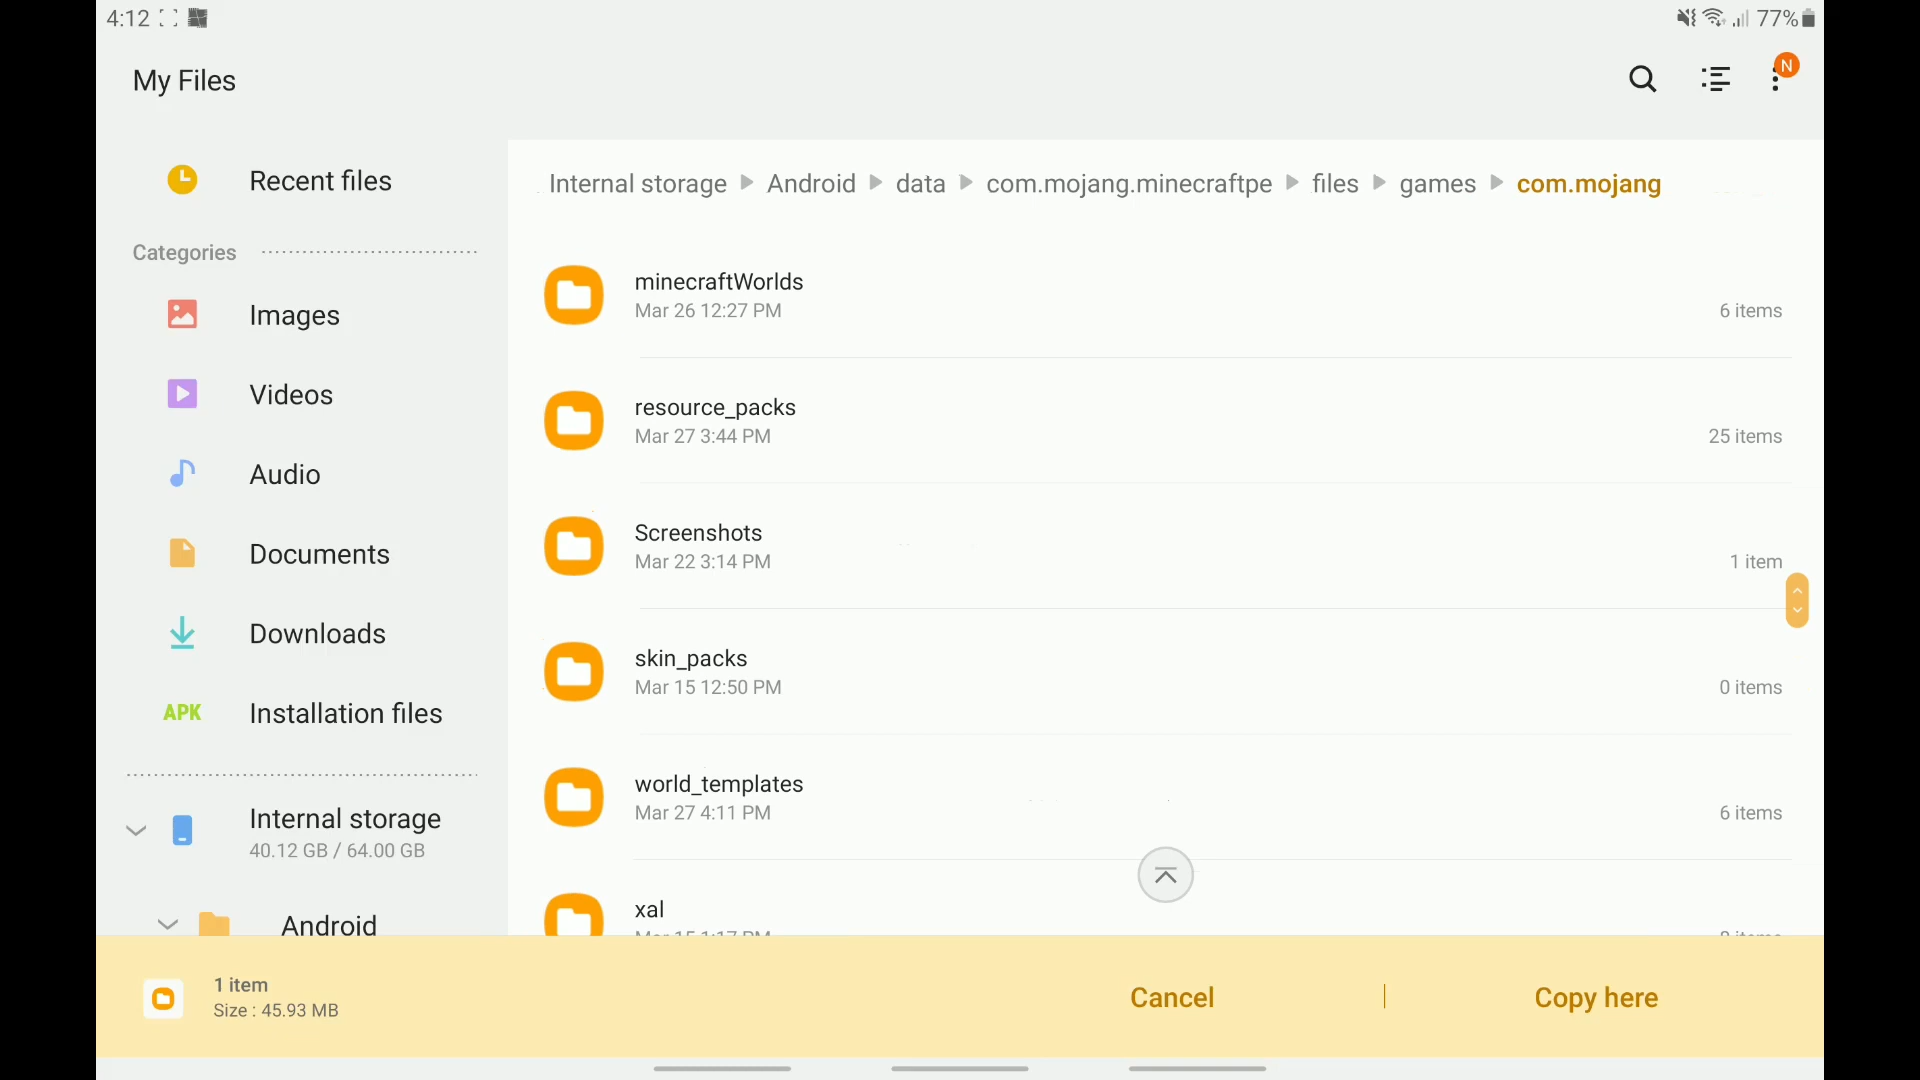 4:12
77%
My Files
N
Recent files
Categories
Images
Videos
Audio
Documents
Downloads
APK Installation files
Internal storage
40.12 GB / 64.00 GB
Android
Internal storage Android data com.mojang.minecraftpe files games com.mojang
minecraftWorlds
Mar 26 12:27 PM
6 items
resource_packs
Mar 27 3:44 PM
25 items
Screenshots
Mar 22 3:14 PM
1 item
skin_packs
Mar 15 12:50 PM
0 items
world_templates
Mar 27 4:11 PM
6 items
xal
1 item
Size : 45.93 MB
Cancel
Copy here